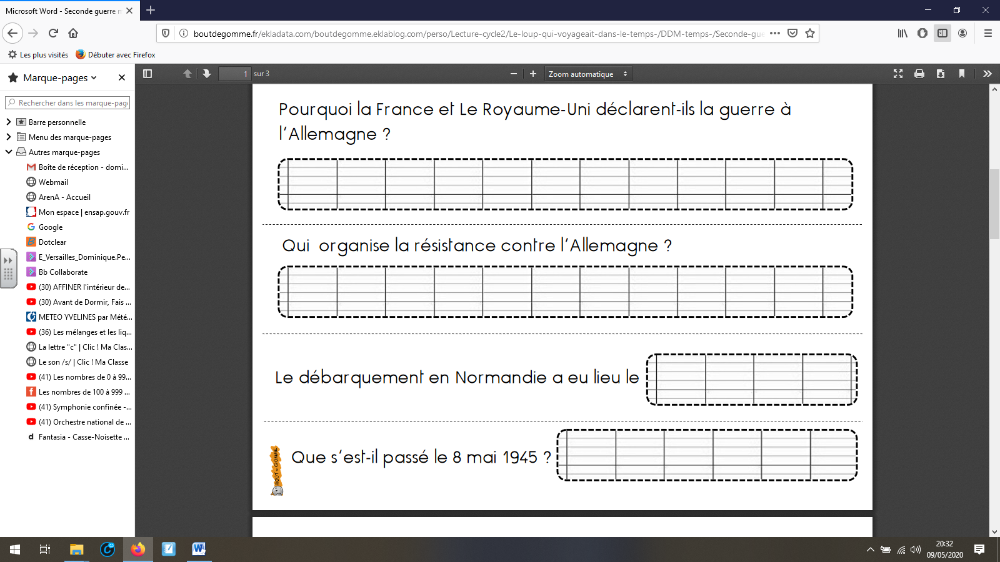 Microsoft Word - Seconde guerre m
boutdegomme.fr/ekladata.com/boutdegomme.eklablog.com/perso/Lecture-cycle2/Le-loup-qui-voyageait-dans-le-temps-/DDM-temps-/Seconde-gue
Les plus visités
Débuter avec Firefox
Marque-pages
1 sur 3
Zoom automatique
Rechercher dans les marque-page
Barre personnelle
Menu des marque-pages
Autres marque-pages
Boîte de réception - domi...
Webmail
ArenA - Accueil
Mon espace | ensap.gouv.fr
Google
Dotclear
E_Versailles_Dominique.Pe...
Bb Collaborate
(30) AFFINER l'intérieur de...
(30) Avant de Dormir, Fais ...
METEO YVELINES par Mété...
(36) Les mélanges et les liq...
La lettre "c" | Clic ! Ma Clas...
Le son /s/ | Clic ! Ma Classe
(41) Les nombres de 0 à 99...
Les nombres de 100 à 999 ...
(41) Symphonie confinée -...
(41) Orchestre national de ...
Fantasia - Casse-Noisette ...
Pourquoi la France et Le Royaume-Uni déclarent-ils la guerre à
l'Allemagne ?
Qui organise la résistance contre l'Allemagne ?
Le débarquement en Normandie a eu lieu le
Que s'est-il passé le 8 mai 1945 ?
BOUT DE GOMME
20:32
09/05/2020